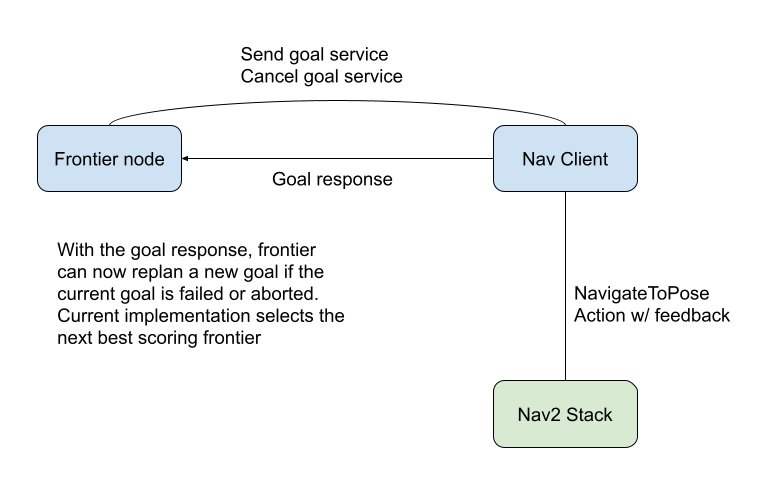 Send goal service
Cancel goal service
Frontier node
Nav Client
Goal response
With the goal response, frontier
can now replan a new goal if the
current goal is failed or aborted.
Current implementation selects the
next best scoring frontier
NavigateToPose
Action w/ feedback
Nav2 Stack